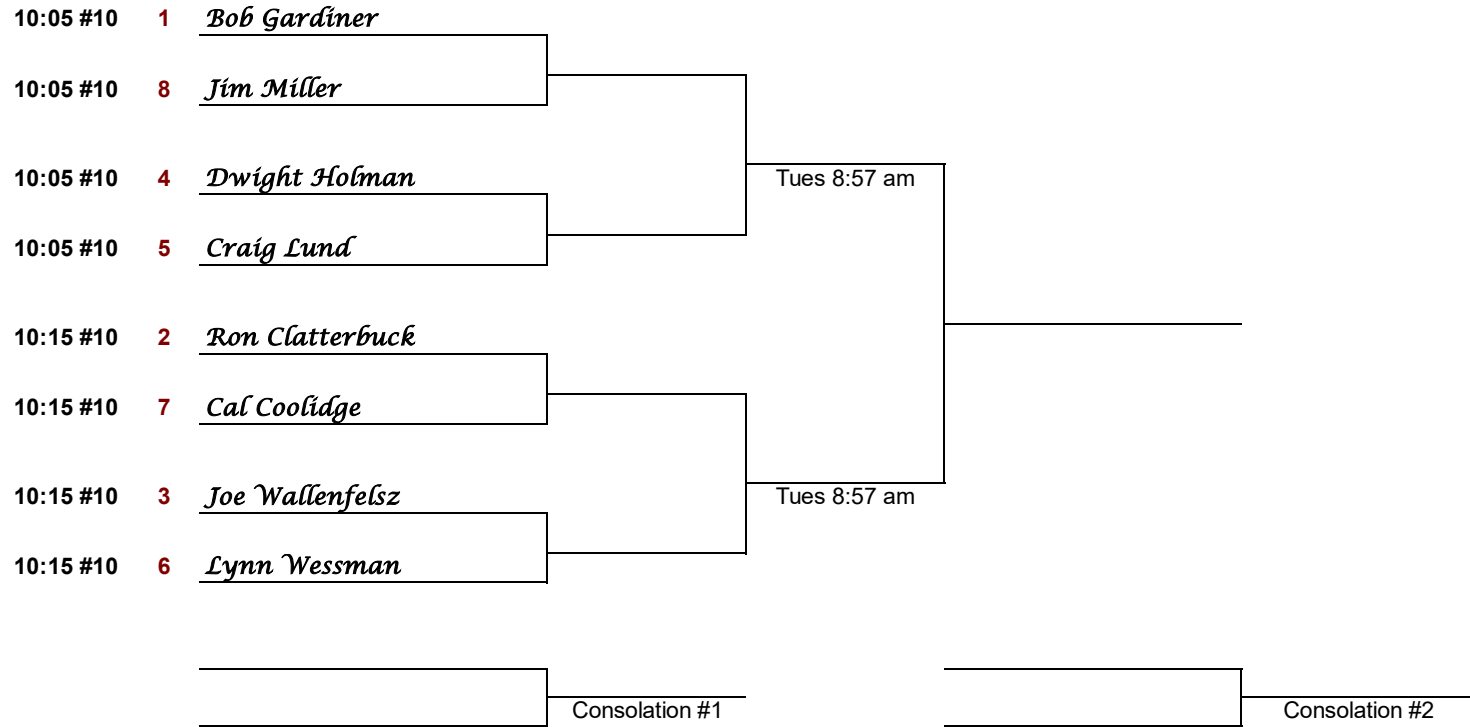 10:05 #10 1 Bob Gardiner
10:05 #10 8 Jim Miller
10:05 #10 4 Dwight Holman
Tues 8:57 am
10:05 #10 5 Craig Lund
10:15 #10 2 Ron Clatterbuck
10:15 #10 7 Cal Coolidge
10:15 #10 3 Joe Wallenfelsz
Tues 8:57 am
10:15 #10 6 Lynn Wessman
Consolation #1
Consolation #2